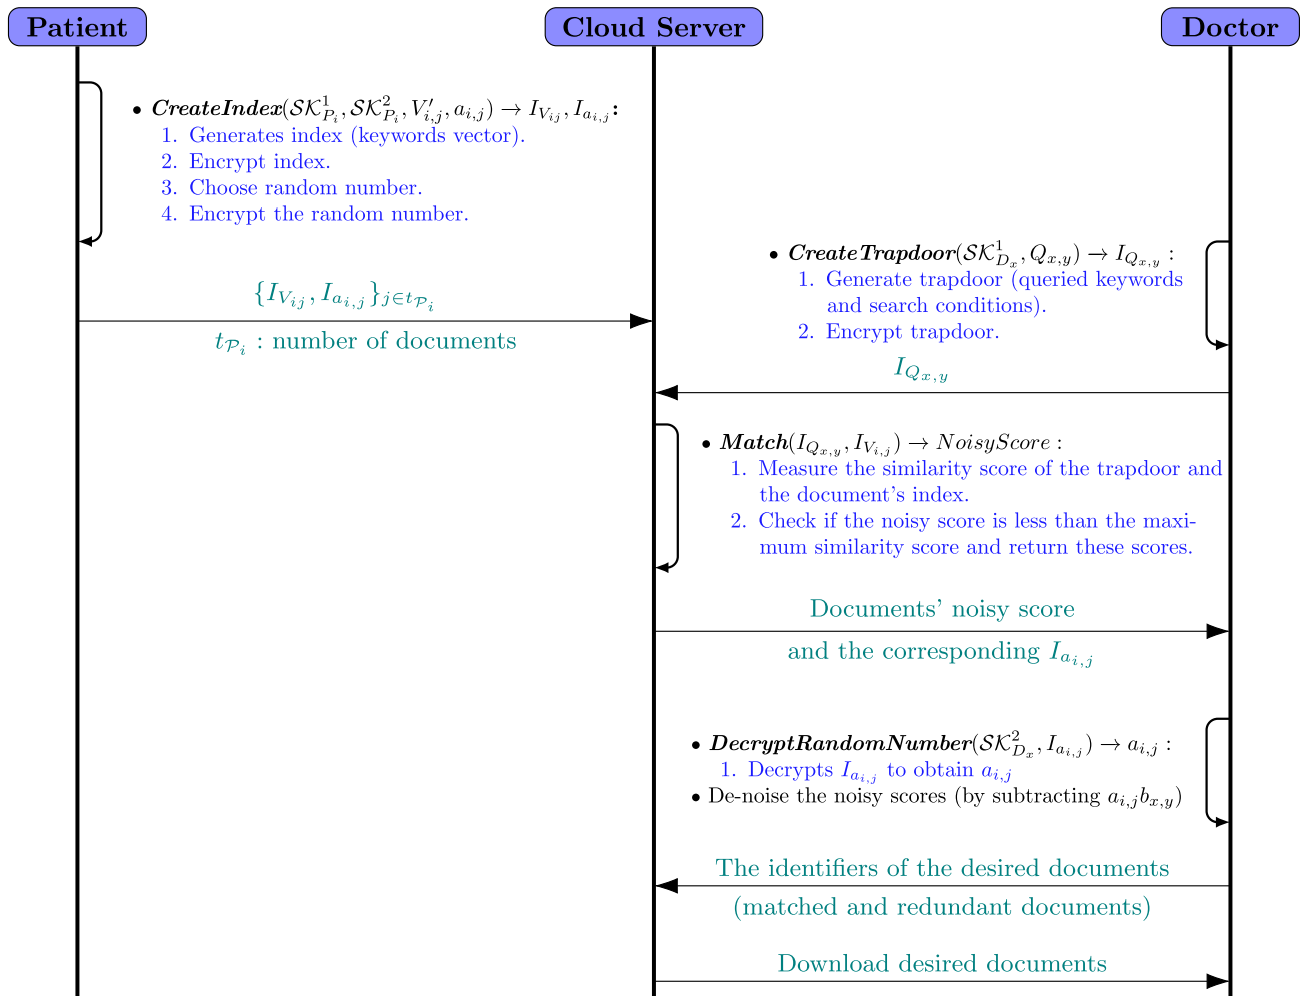 Patient
Cloud Server
Doctor
• CreateIndex(𝒮𝒦¹_{P_i}, 𝒮𝒦²_{P_i}, V′_{i,j}, a_{i,j}) → I_{V_{ij}}, I_{a_{i,j}}:
1. Generates index (keywords vector).
2. Encrypt index.
3. Choose random number.
4. Encrypt the random number.
• CreateTrapdoor(𝒮𝒦¹_{D_x}, Q_{x,y}) → I_{Q_{x,y}} :
1. Generate trapdoor (queried keywords
and search conditions).
2. Encrypt trapdoor.
{I_{V_{ij}}, I_{a_{i,j}}}_{j∈t_{𝒫_i}}
t_{𝒫_i} : number of documents
I_{Q_{x,y}}
• Match(I_{Q_{x,y}}, I_{V_{i,j}}) → NoisyScore :
1. Measure the similarity score of the trapdoor and
the document's index.
2. Check if the noisy score is less than the maxi-
mum similarity score and return these scores.
Documents' noisy score
and the corresponding I_{a_{i,j}}
• DecryptRandomNumber(𝒮𝒦²_{D_x}, I_{a_{i,j}}) → a_{i,j} :
1. Decrypts I_{a_{i,j}} to obtain a_{i,j}
• De-noise the noisy scores (by subtracting a_{i,j}b_{x,y})
The identifiers of the desired documents
(matched and redundant documents)
Download desired documents